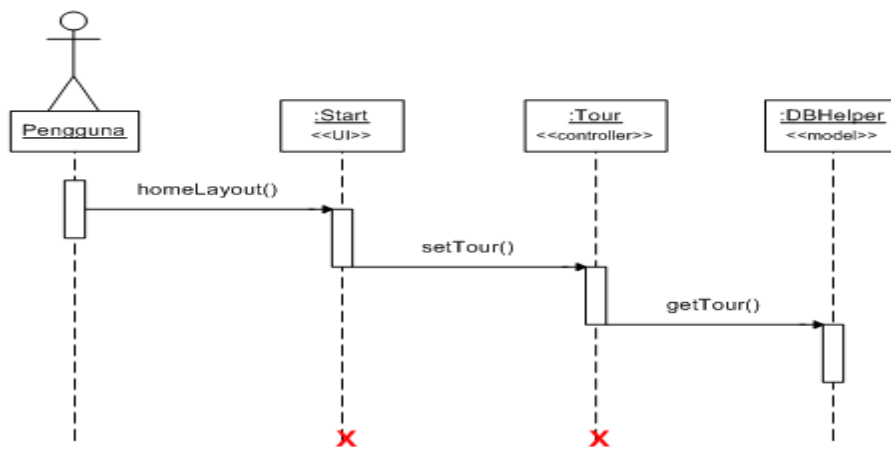 Pengguna
:Start
<<UI>>
:Tour
<<controller>>
:DBHelper
<<model>>
homeLayout()
setTour()
getTour()
X
X